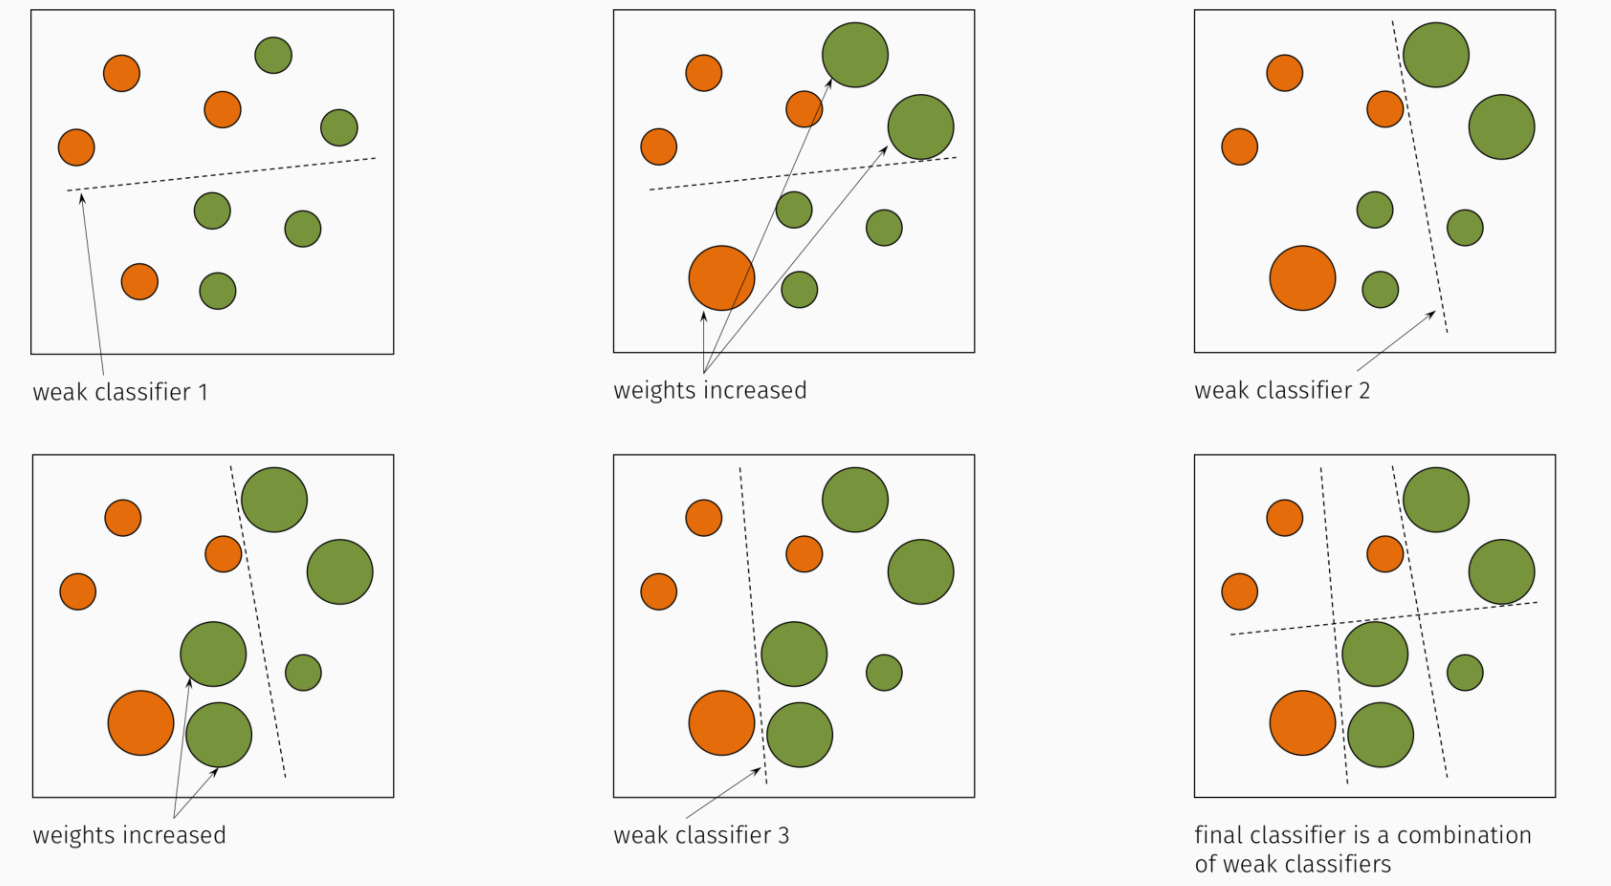 weak classifier 1
weights increased
weak classifier 2
weights increased
weak classifier 3
final classifier is a combination
of weak classifiers